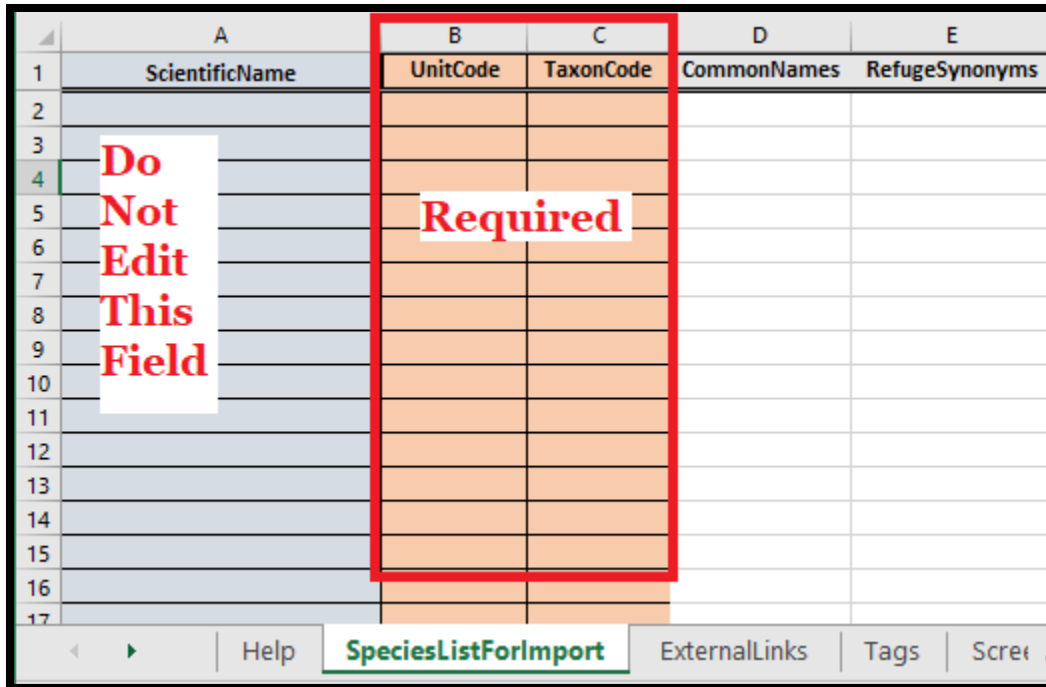 A B C D E
1 ScientificName UnitCode TaxonCode CommonNames RefugeSynonyms
2
3
4
5
6
7
8
9
10
11
12
13
14
15
16
17
Do
Not
Edit
This
Field
Required
Help SpeciesListForImport ExternalLinks Tags